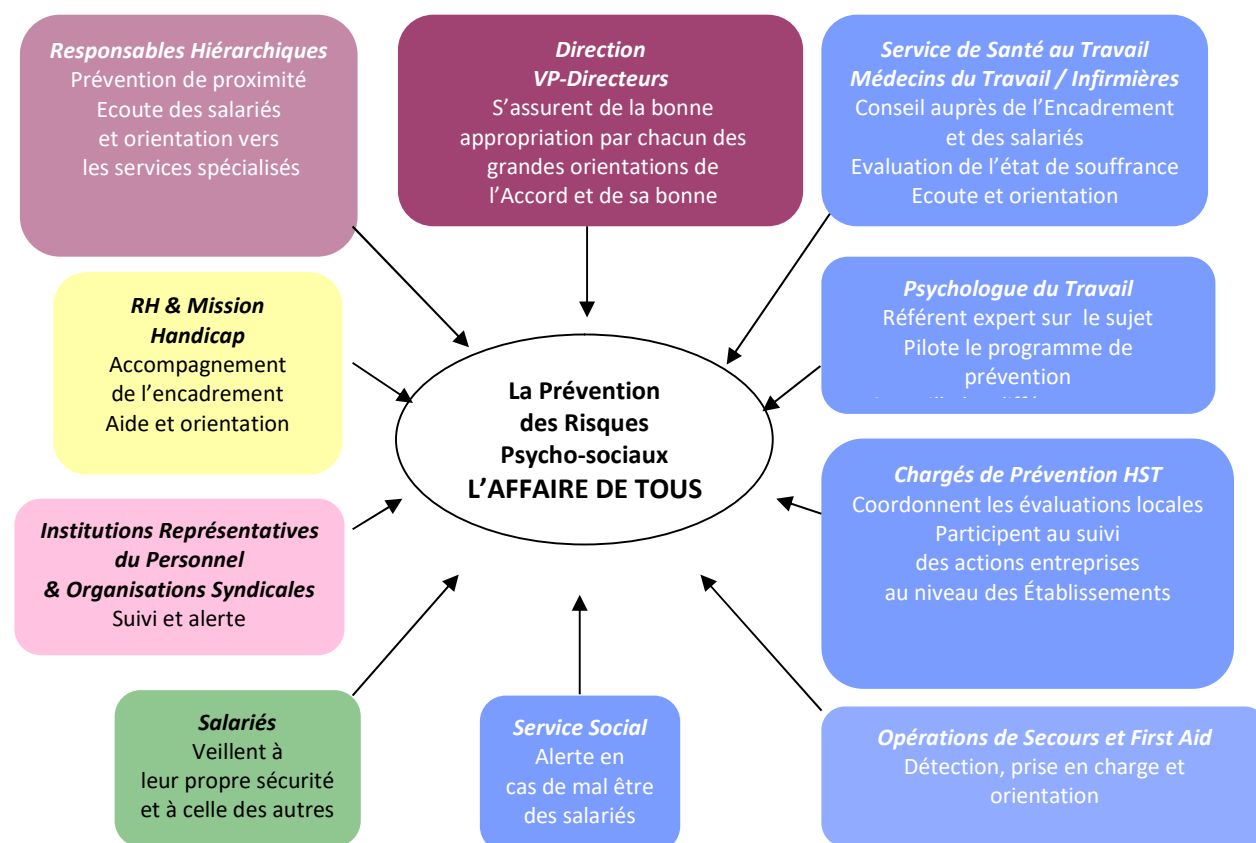 Responsables Hiérarchiques
Prévention de proximité
Ecoute des salariés
et orientation vers
les services spécialisés
Direction
VP-Directeurs
S’assurent de la bonne
appropriation par chacun des
grandes orientations de
l’Accord et de sa bonne
Service de Santé au Travail
Médecins du Travail / Infirmières
Conseil auprès de l’Encadrement
et des salariés
Evaluation de l’état de souffrance
Ecoute et orientation
RH & Mission
Handicap
Accompagnement
de l’encadrement
Aide et orientation
La Prévention
des Risques
Psycho-sociaux
L’AFFAIRE DE TOUS
Psychologue du Travail
Référent expert sur le sujet
Pilote le programme de
prévention
Institutions Représentatives
du Personnel
& Organisations Syndicales
Suivi et alerte
Chargés de Prévention HST
Coordonnent les évaluations locales
Participent au suivi
des actions entreprises
au niveau des Établissements
Salariés
Veillent à
leur propre sécurité
et à celle des autres
Service Social
Alerte en
cas de mal être
des salariés
Opérations de Secours et First Aid
Détection, prise en charge et
orientation